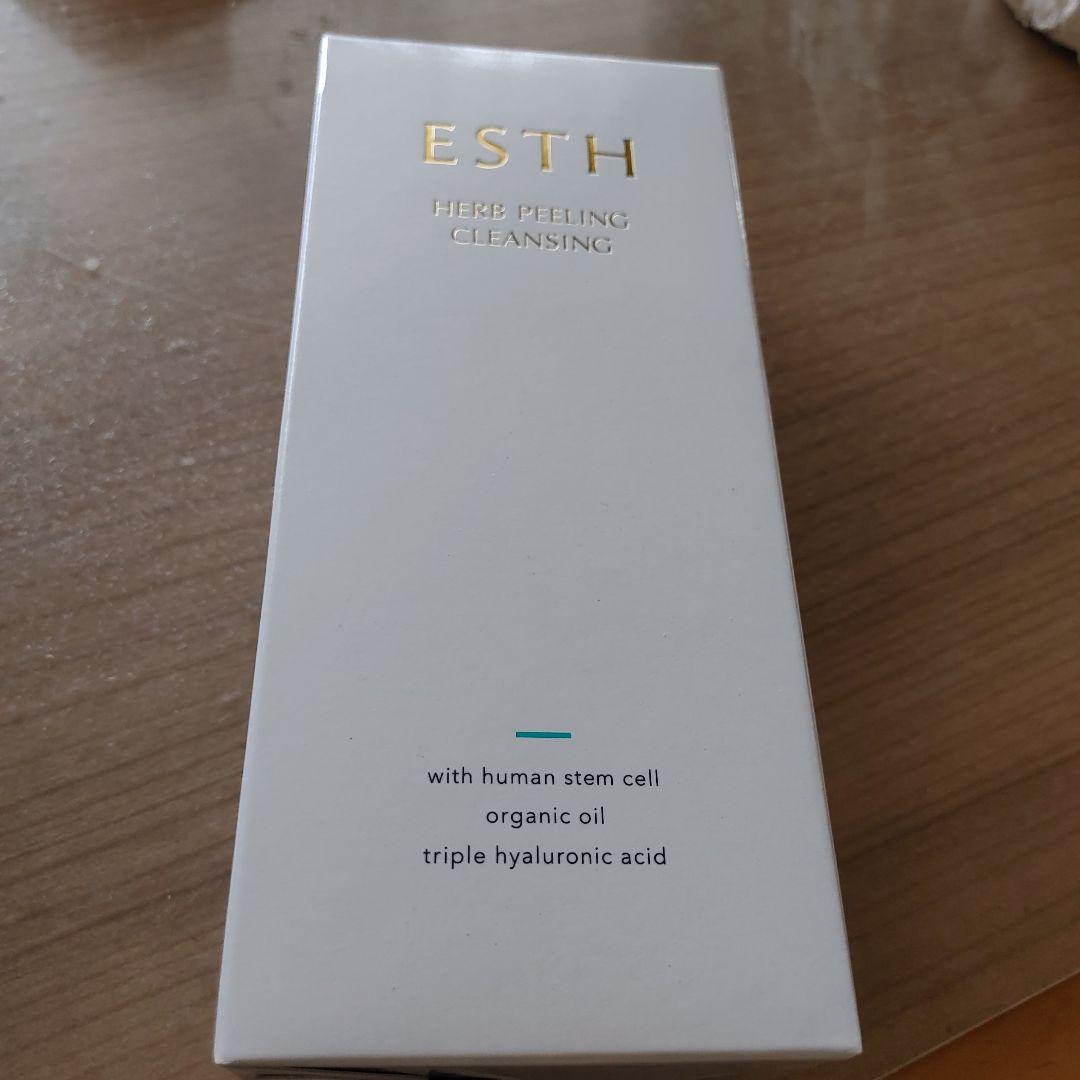 ESTH
HERB PEELING
CLEANSING
with human stem cell
organic oil
triple hyaluronic acid